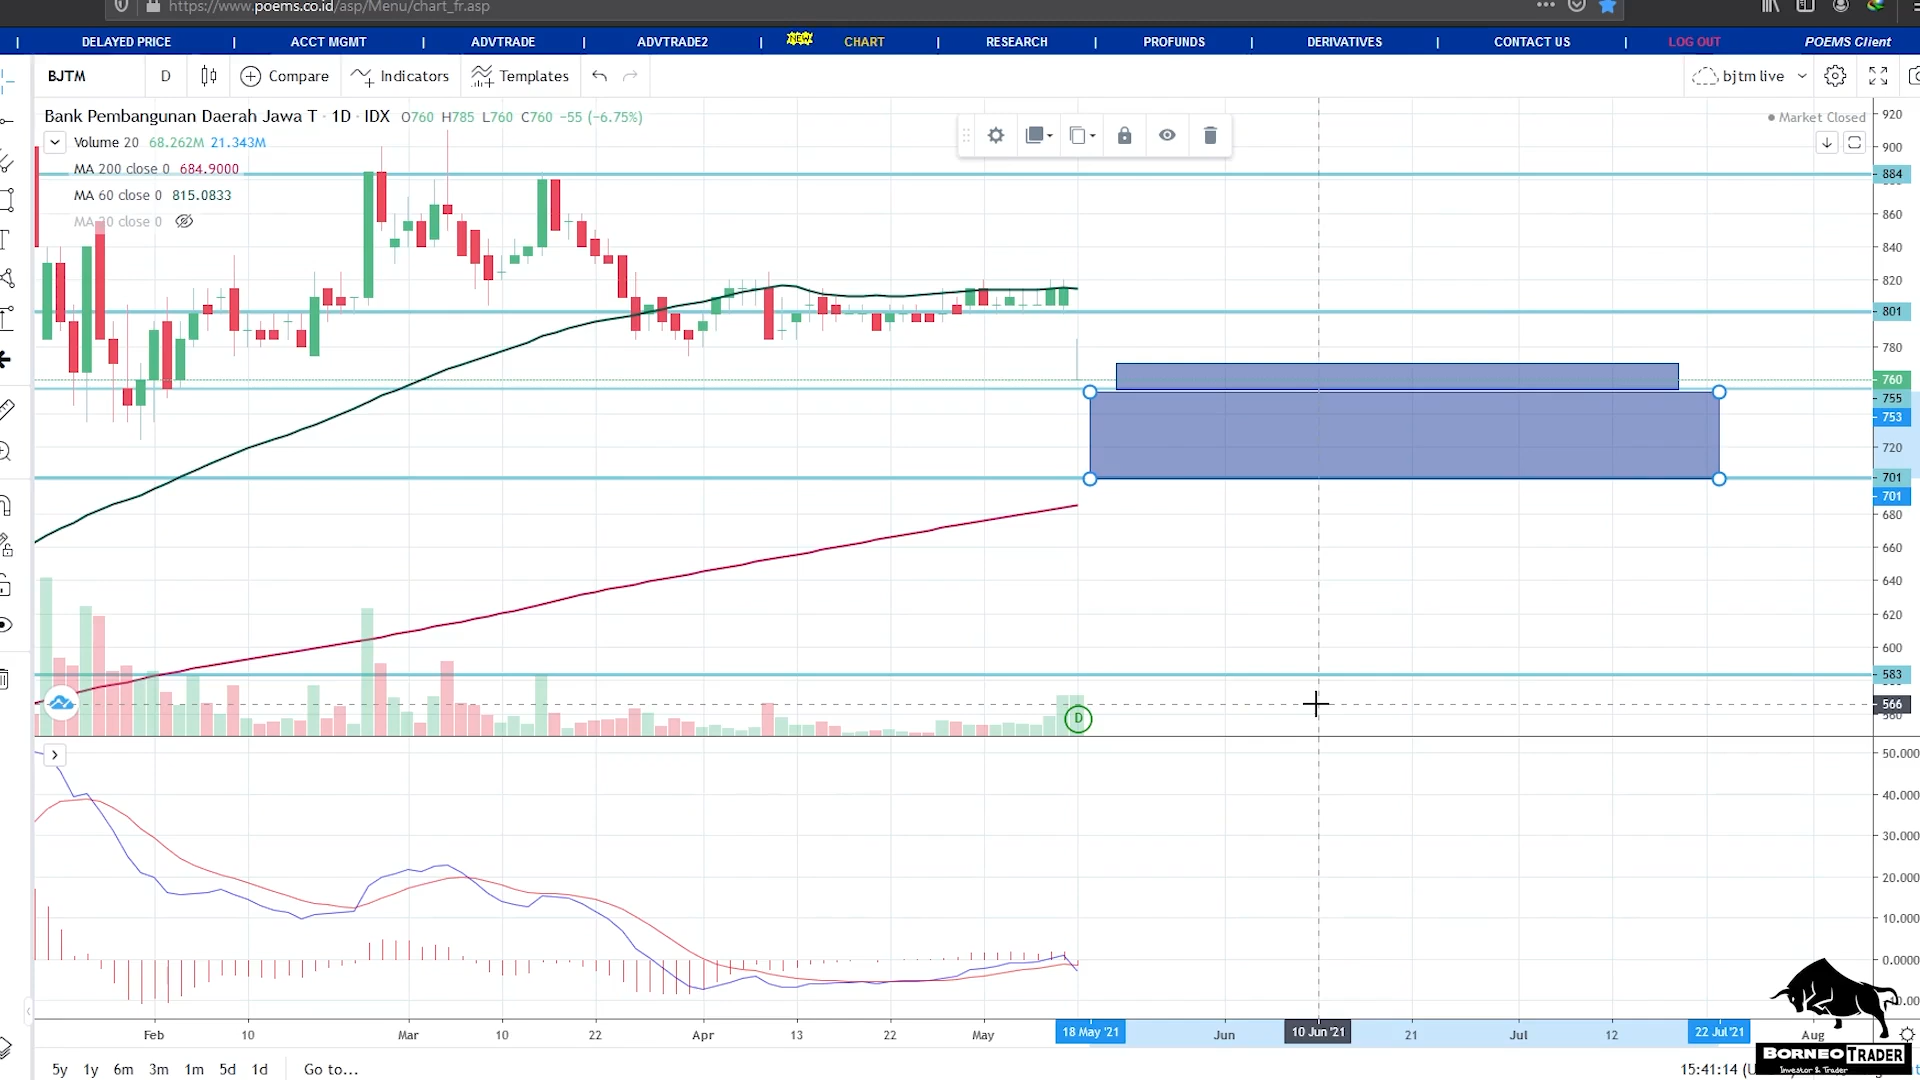 https://www.poems.co.id/asp/Menu/chart_fr.asp
| DELAYED PRICE | ACCT MGMT | ADVTRADE | ADVTRADE2 | NEW CHART | RESEARCH | PROFUNDS | DERIVATIVES | CONTACT US | LOG OUT POEMS Client
BJTM D Compare Indicators Templates bjtm live
Bank Pembangunan Daerah Jawa T · 1D · IDX O760 H785 L760 C760 -55 (-6.75%)
Market Closed
Volume 20 68.262M 21.343M
MA 200 close 0 684.9000
MA 60 close 0 815.0833
920
900
884
860
840
820
801
780
760
755
753
720
701
701
680
660
640
620
600
583
566
D
50.000
40.000
30.000
20.000
10.000
0.0000
Feb 10 Mar 10 22 Apr 13 22 May 18 May '21 Jun 10 Jun '21 21 Jul 12 22 Jul '21 Aug
BORNEO TRADER
Investor & Trader
5y 1y 6m 3m 1m 5d 1d Go to...
15:41:14